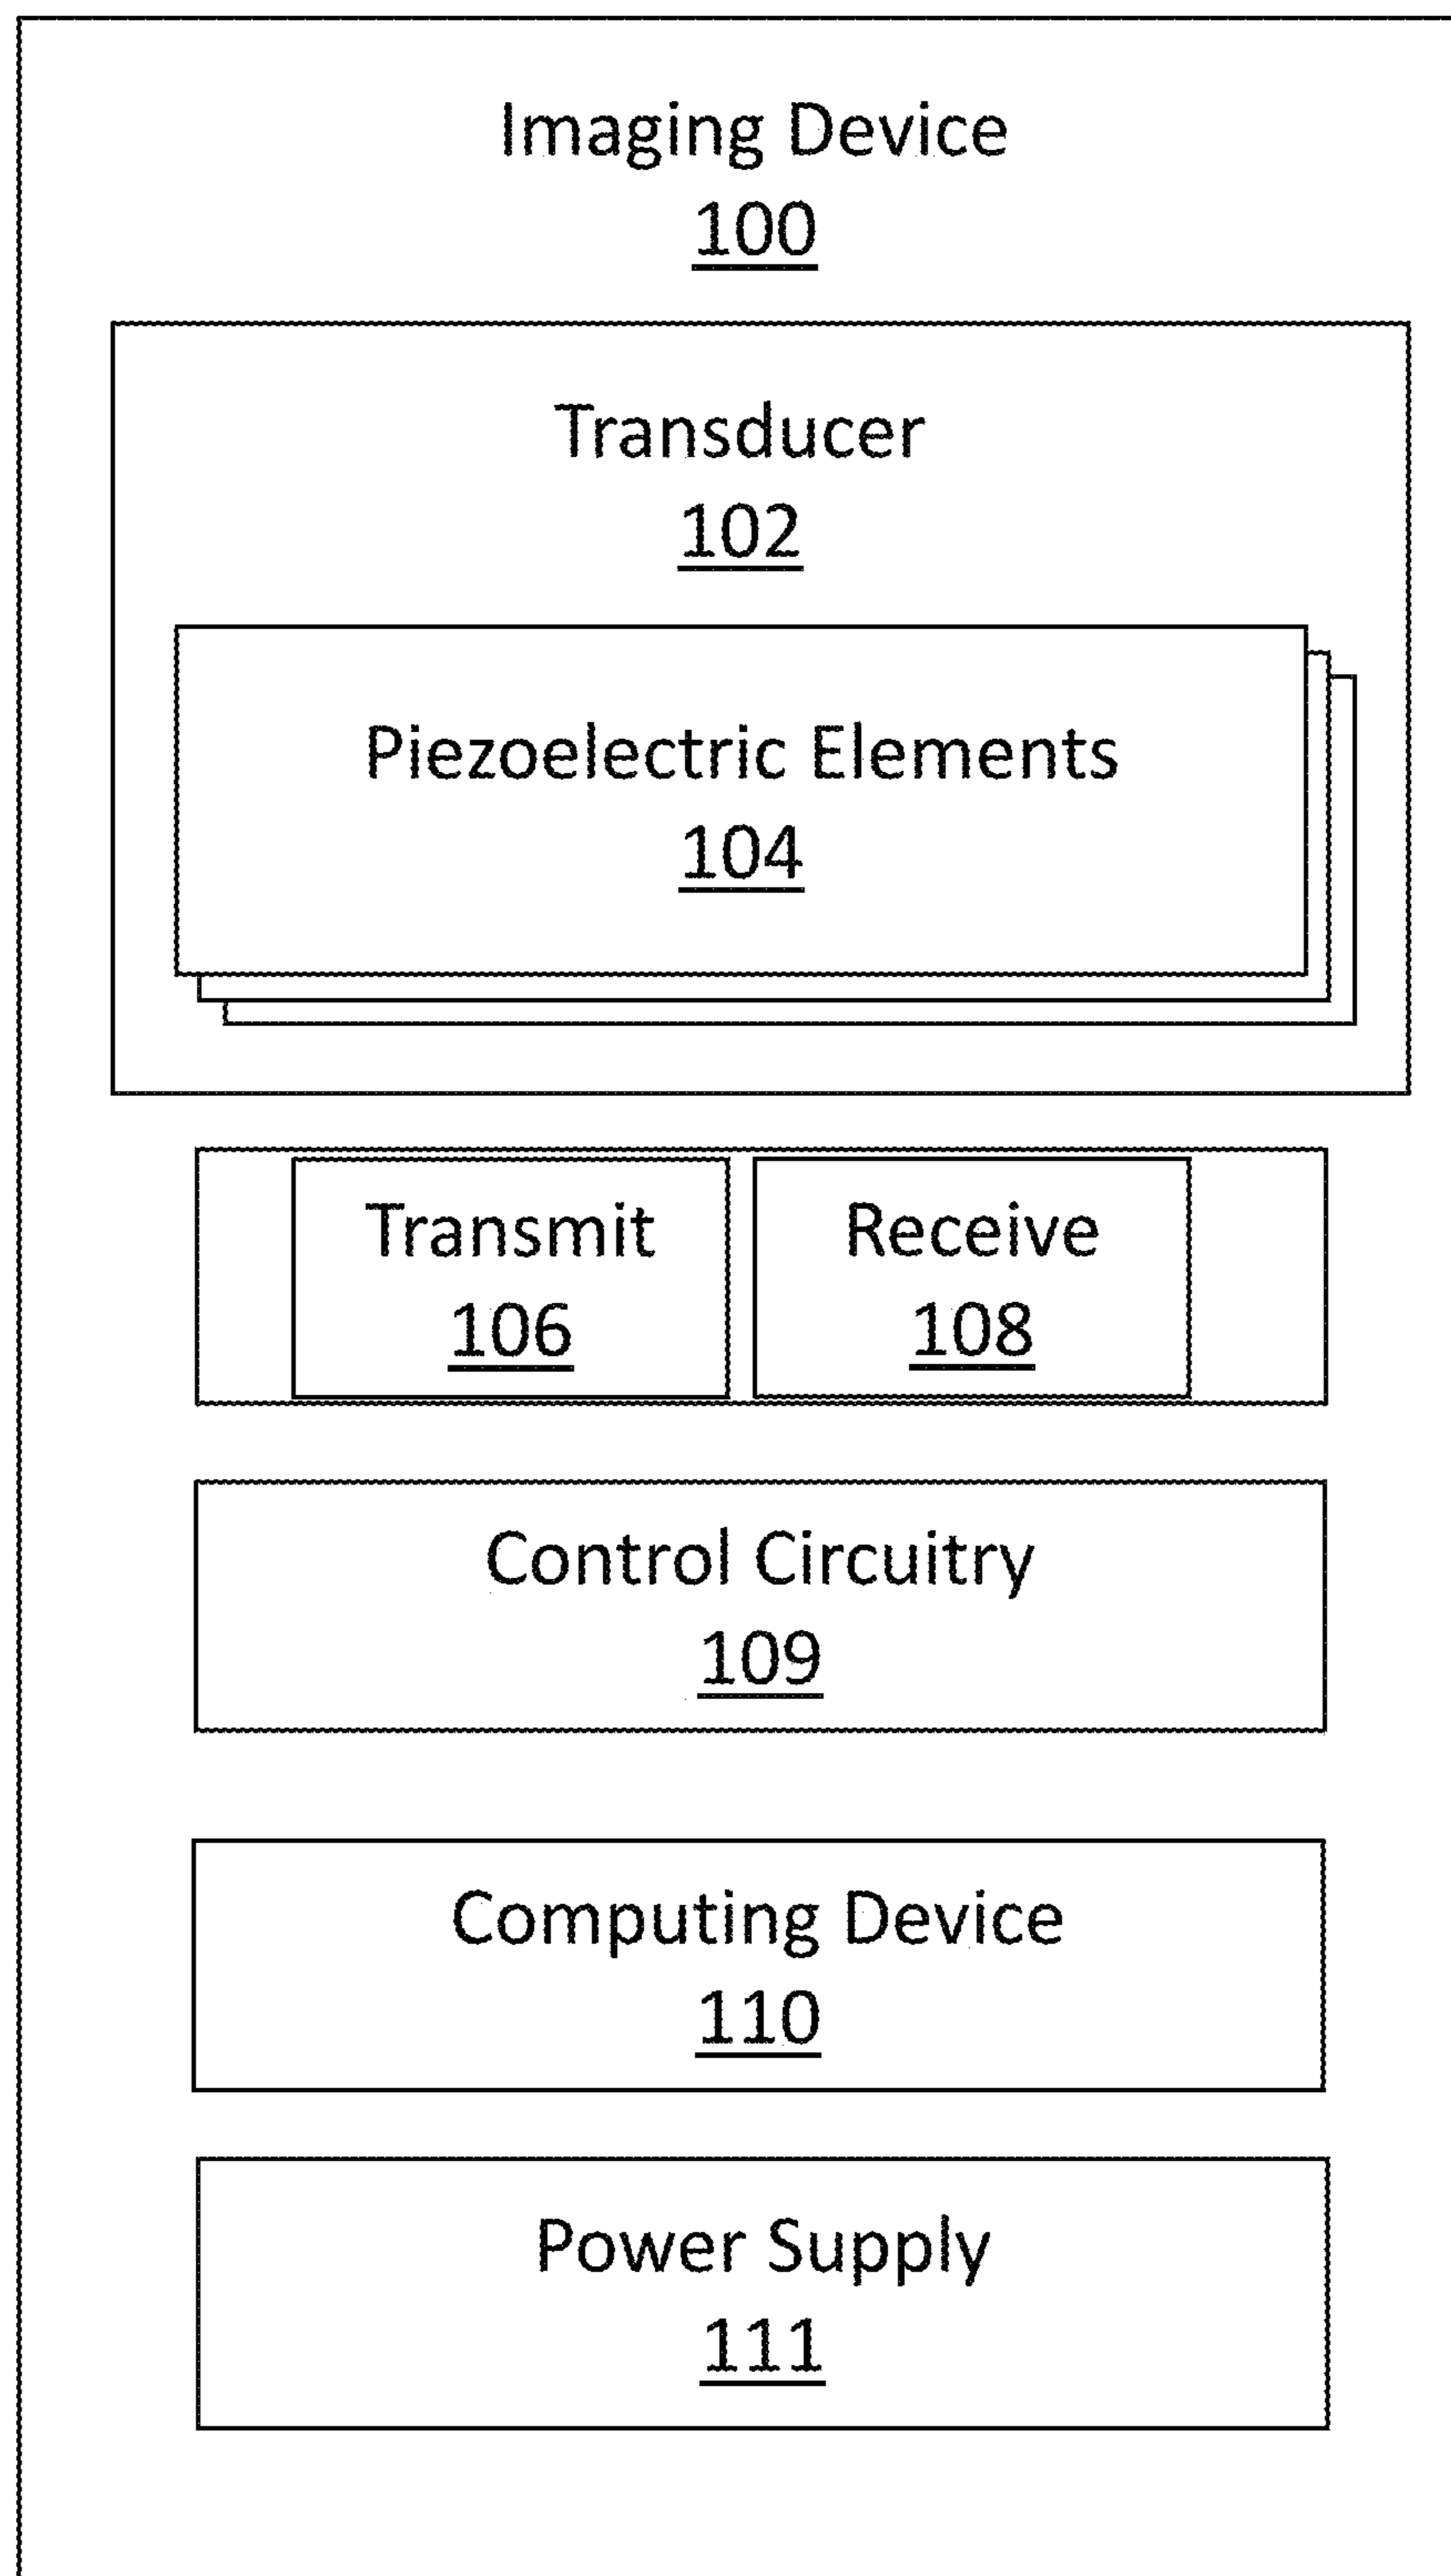 Imaging Device
100
Transducer
102
Piezoelectric Elements
104
Transmit
106
Receive
108
Control Circuitry
109
Computing Device
110
Power Supply
111